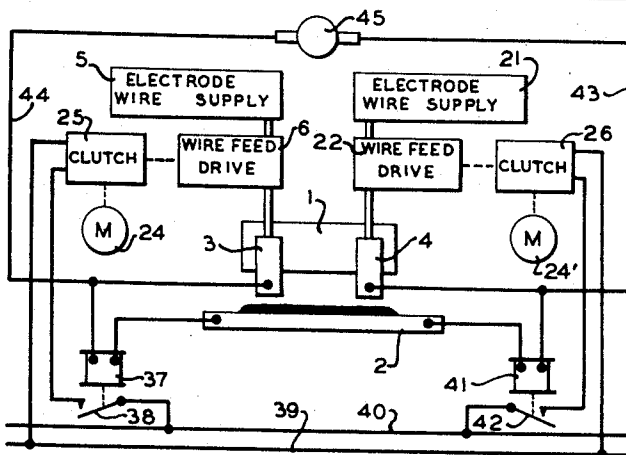 45
5
ELECTRODE
WIRE SUPPLY
21
ELECTRODE
WIRE SUPPLY
44
43
25
CLUTCH
6
WIRE FEED
DRIVE
22
WIRE FEED
DRIVE
26
CLUTCH
1
M
24
3
4
M
24'
2
37
41
38
40
42
39